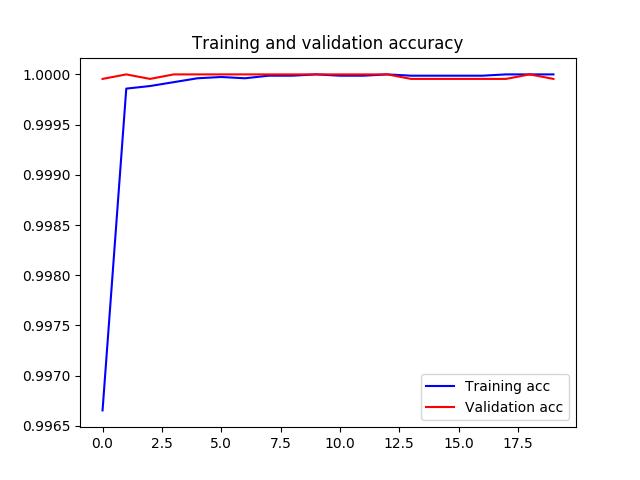 Training and validation accuracy
1.0000
0.9995
0.9990
0.9985
0.9980
0.9975
0.9970
0.9965
0.0 2.5 5.0 7.5 10.0 12.5 15.0 17.5
Training acc
Validation acc